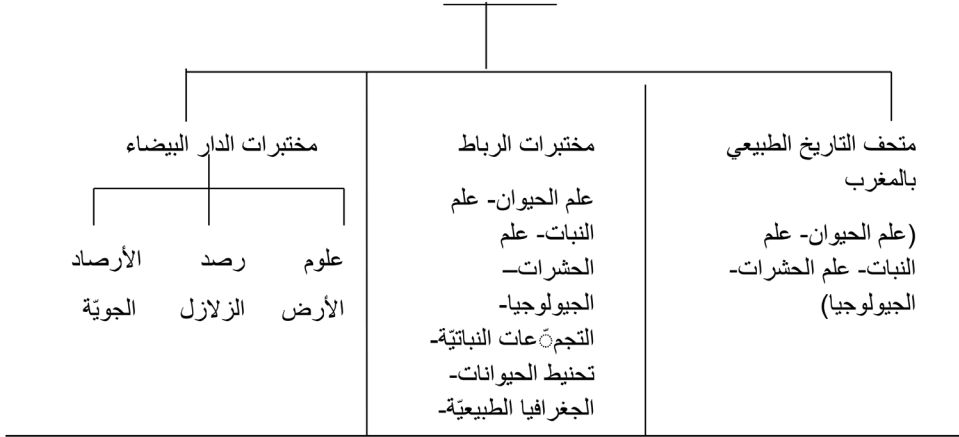 متحف التاريخ الطبيعي
بالمغرب
(علم الحيوان- علم
النبات- علم الحشرات-
الجيولوجيا)
مختبرات الرباط
علم الحيوان- علم
النبات- علم
الحشرات–
الجيولوجيا-
التجمّعات النباتيّة-
تحنيط الحيوانات-
الجغرافيا الطبيعيّة-
مختبرات الدار البيضاء
علوم
الأرض
رصد
الزلازل
الأرصاد
الجويّة